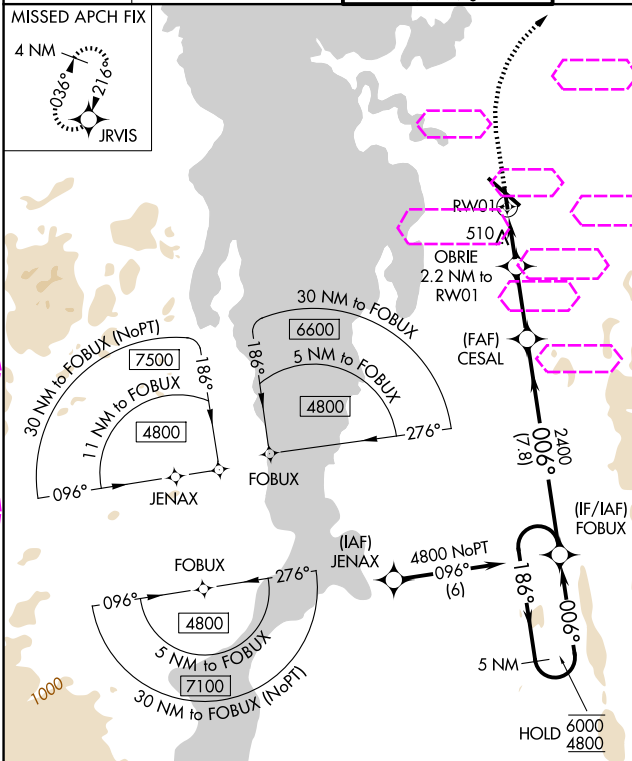 MISSED APCH FIX
4 NM
036°
216°
JRVIS
RW01
510
OBRIE
2.2 NM to
RW01
(FAF)
CESAL
30 NM to FOBUX (NoPT)
7500
186°
11 NM to FOBUX
4800
096°
JENAX
30 NM to FOBUX
6600
186°
5 NM to FOBUX
4800
276°
FOBUX
2400
006°
(7.8)
(IF/IAF)
FOBUX
(IAF)
JENAX
4800 NoPT
096°
(6)
FOBUX
096°
276°
4800
5 NM to FOBUX
7100
30 NM to FOBUX (NoPT)
186°
006°
5 NM
HOLD 6000
4800
1000